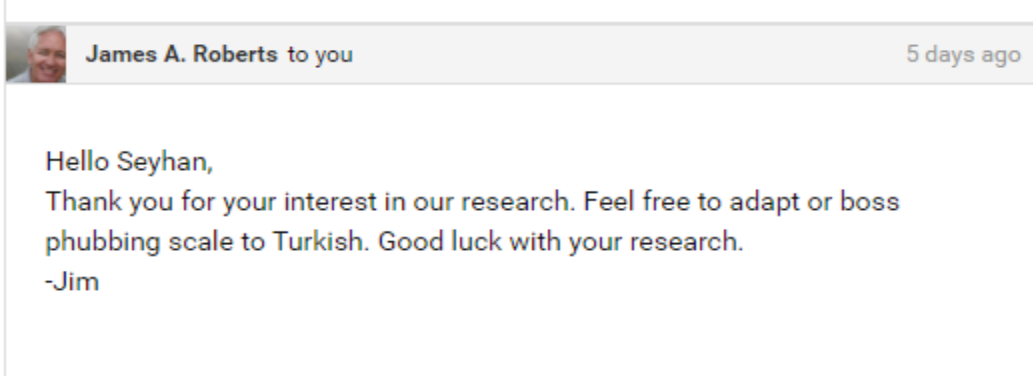 James A. Roberts to you 5 days ago
Hello Seyhan,
Thank you for your interest in our research. Feel free to adapt or boss
phubbing scale to Turkish. Good luck with your research.
-Jim